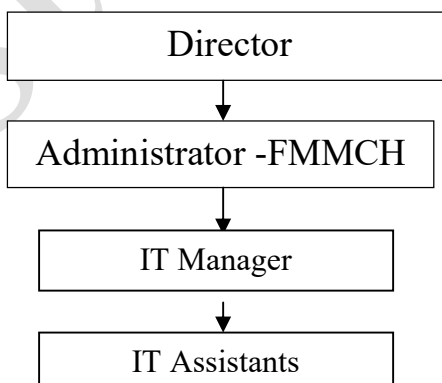 Director
Administrator -FMMCH
IT Manager
IT Assistants